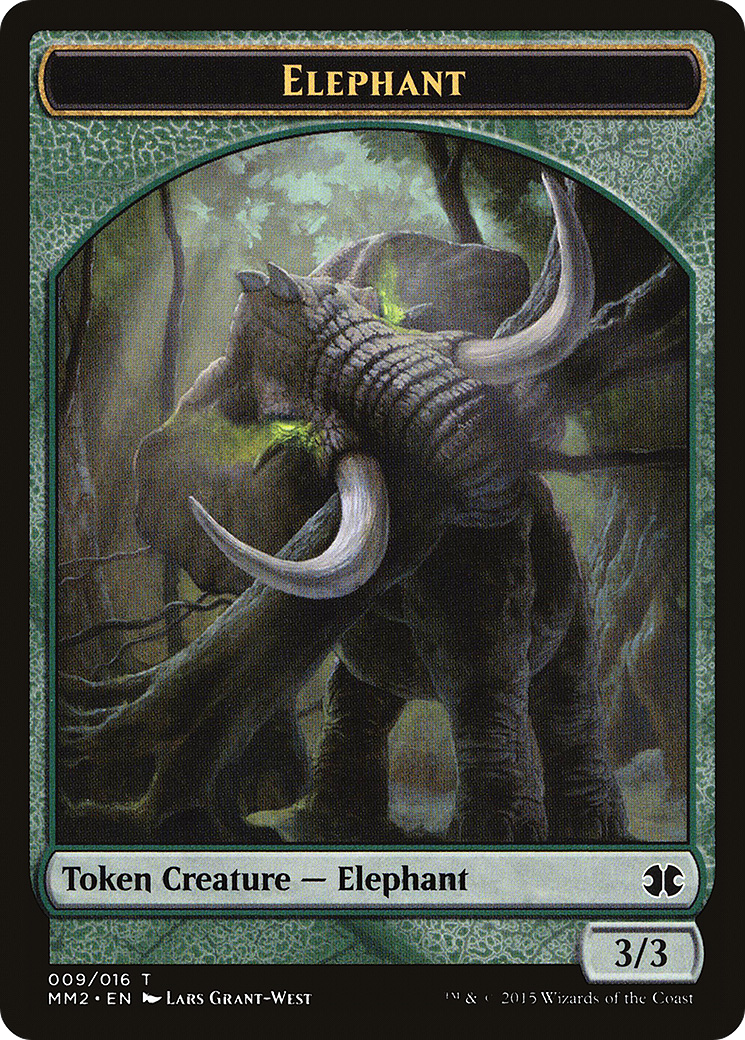 Elephant
Token Creature — Elephant
3/3
009/016 T
MM2 • EN Lars Grant-West
™ & © 2015 Wizards of the Coast